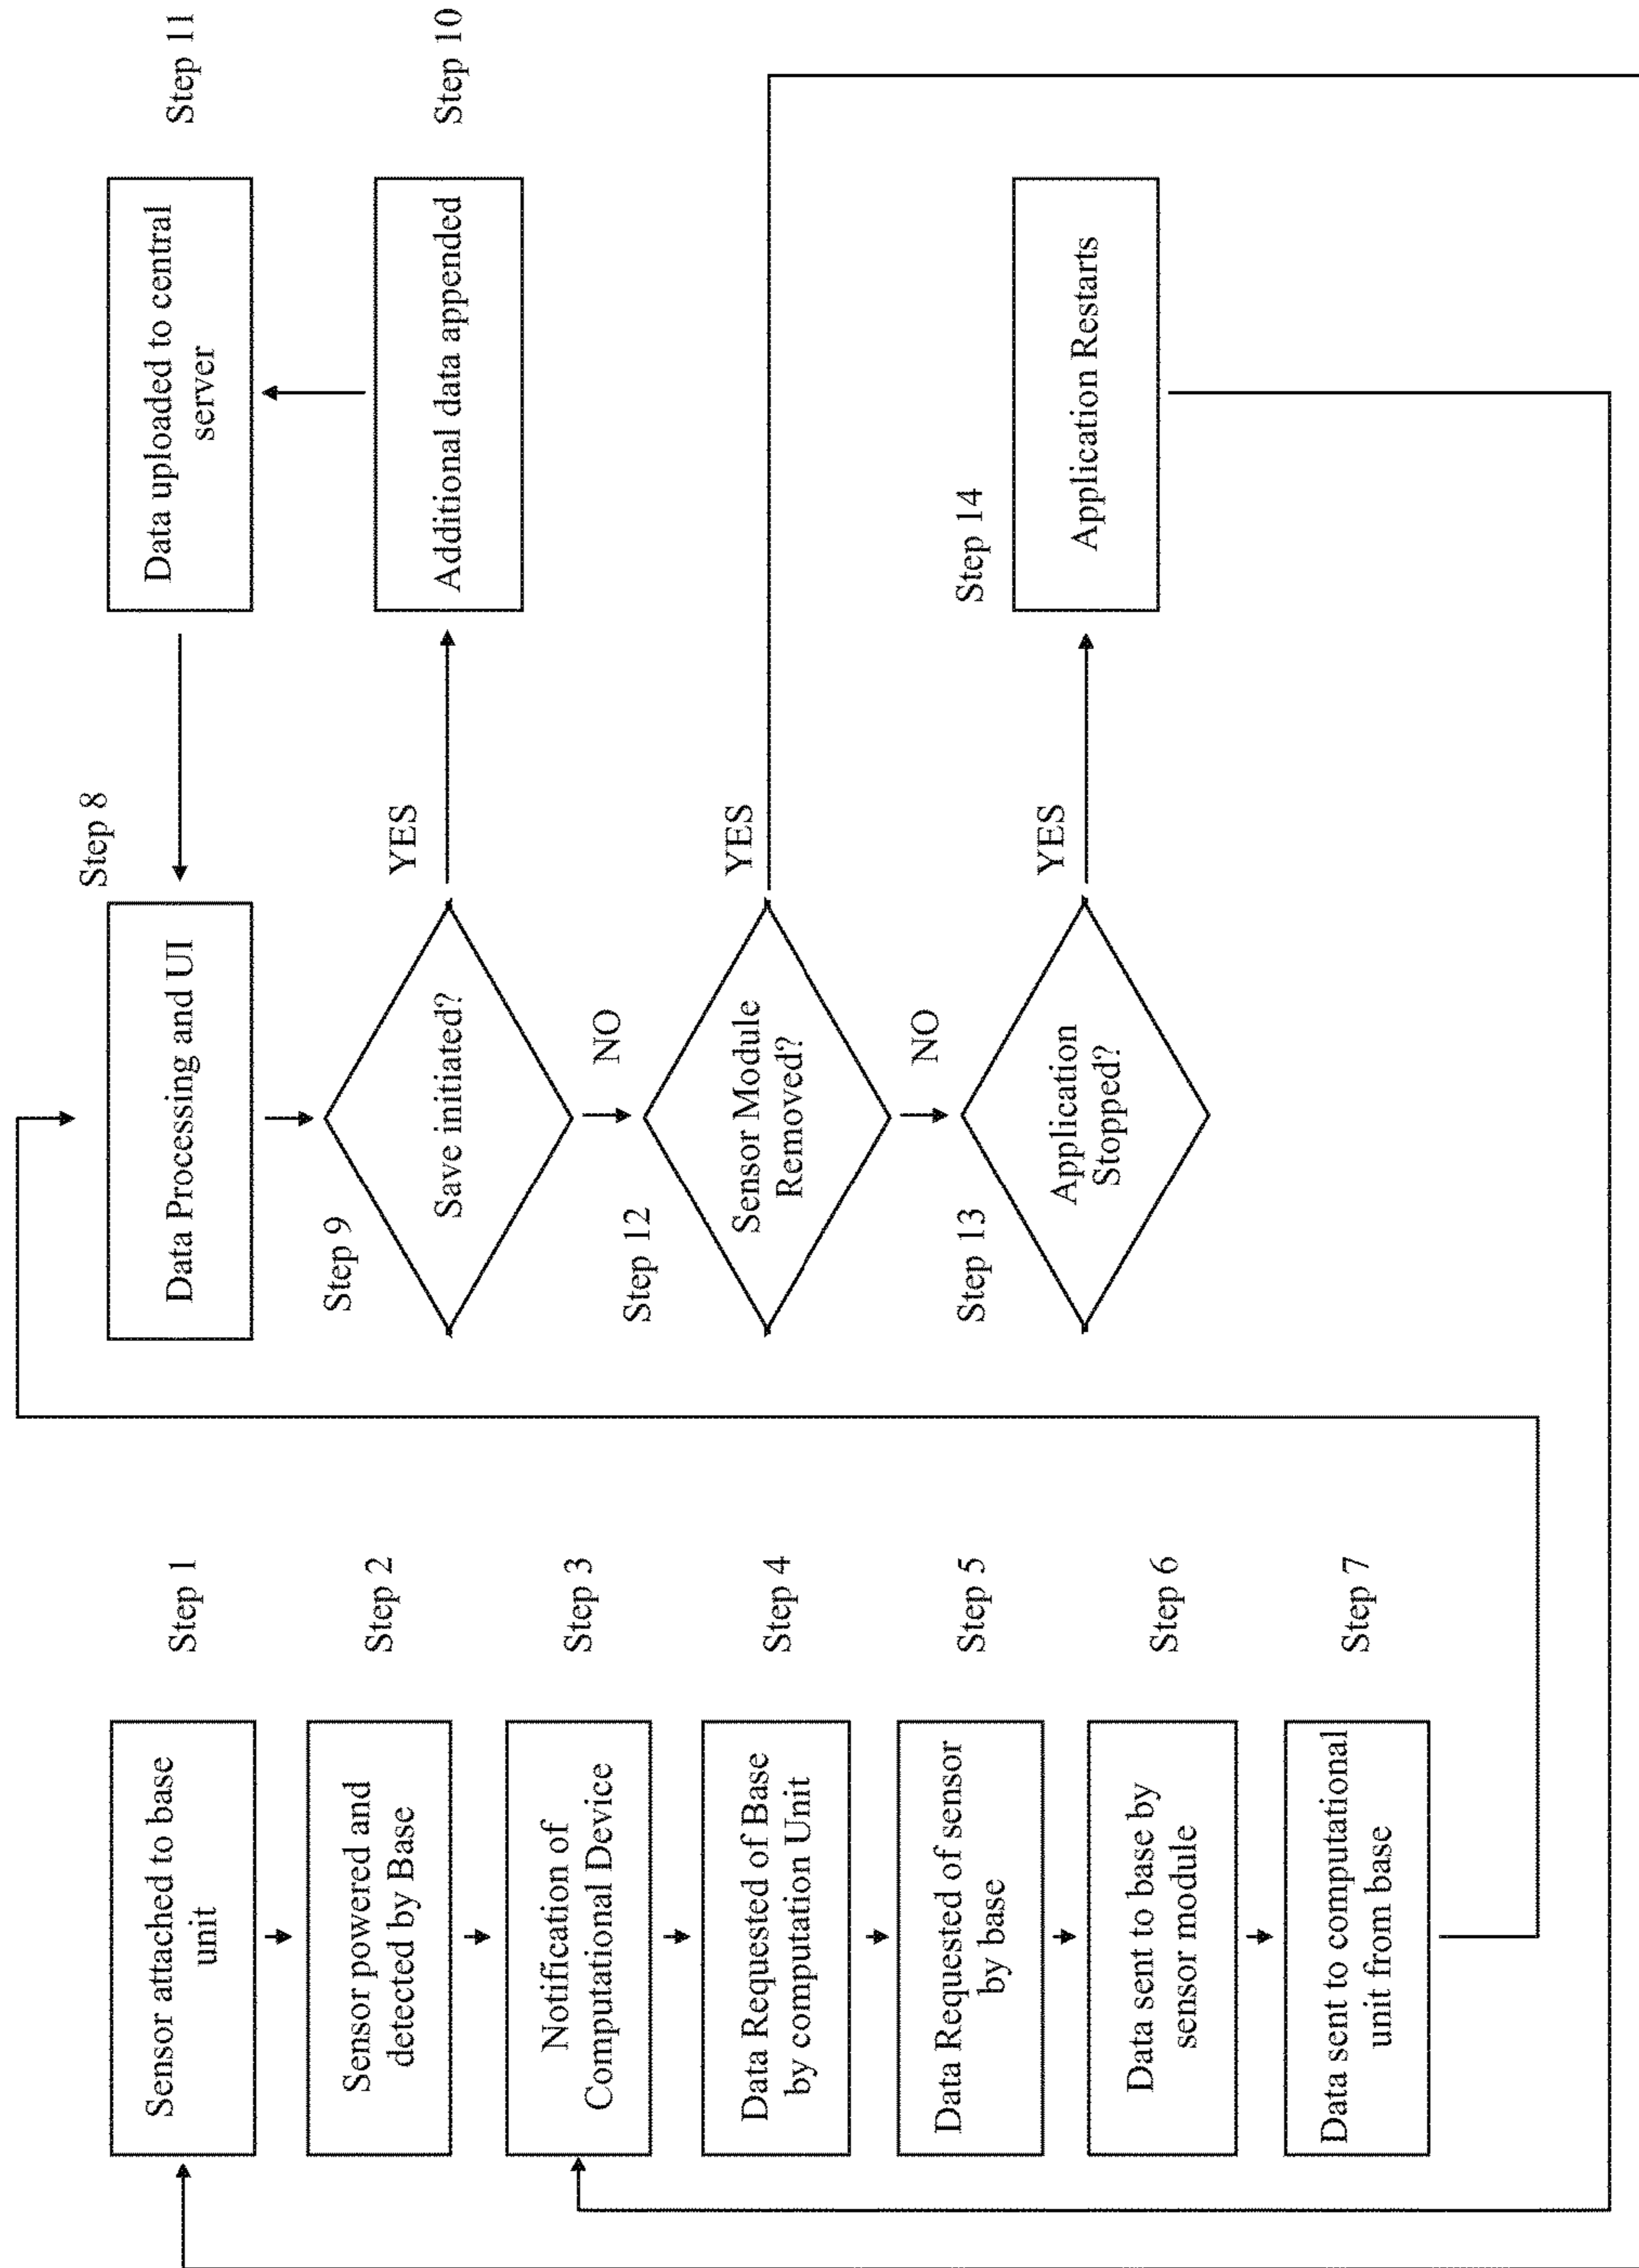 Sensor attached to base
unit
Step 1
Sensor powered and
detected by Base
Step 2
Notification of
Computational Device
Step 3
Data Requested of Base
by computation Unit
Step 4
Data Requested of sensor
by base
Step 5
Data sent to base by
sensor module
Step 6
Data sent to computational
unit from base
Step 7
Step 8
Data Processing and UI
Step 9
Save initiated?
YES
NO
Additional data appended
Step 10
Data uploaded to central
server
Step 11
Step 12
Sensor Module
Removed?
YES
NO
Step 13
Application
Stopped?
YES
Step 14
Application Restarts